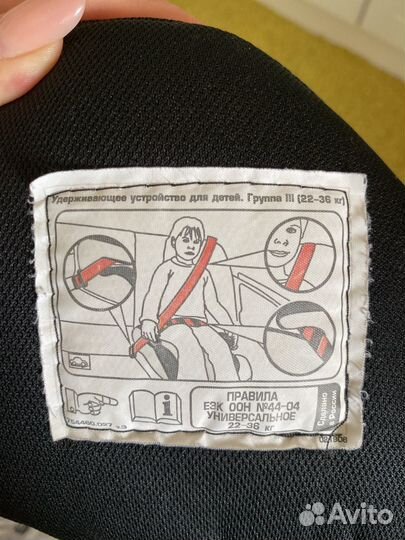 Удерживающее устройство для детей. Группа III (22-36 кг)
ПРАВИЛА
ЕЭК ООН №44-04
УНИВЕРСАЛЬНОЕ
22-36 кг
Сделано
в России
i
Avito